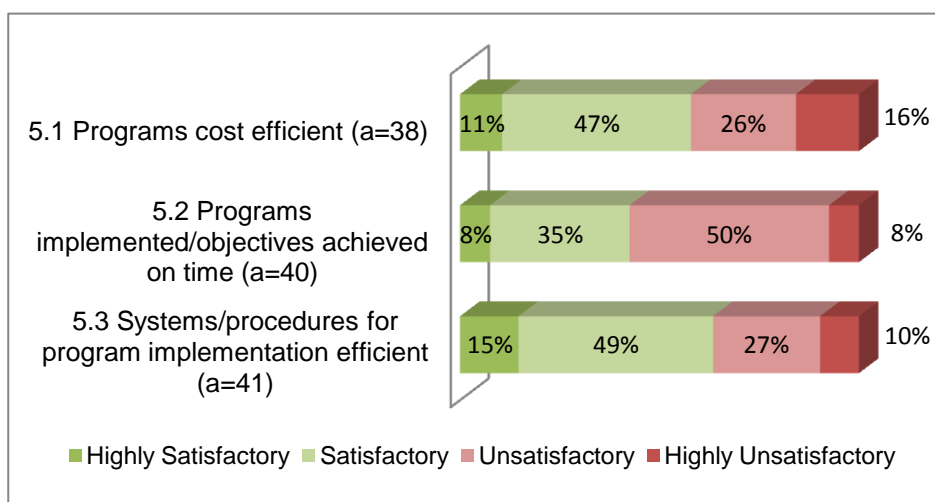 5.1 Programs cost efficient (a=38)
11% 47% 26% 16%
5.2 Programs
implemented/objectives achieved
on time (a=40)
8% 35% 50% 8%
5.3 Systems/procedures for
program implementation efficient
(a=41)
15% 49% 27% 10%
Highly Satisfactory Satisfactory Unsatisfactory Highly Unsatisfactory